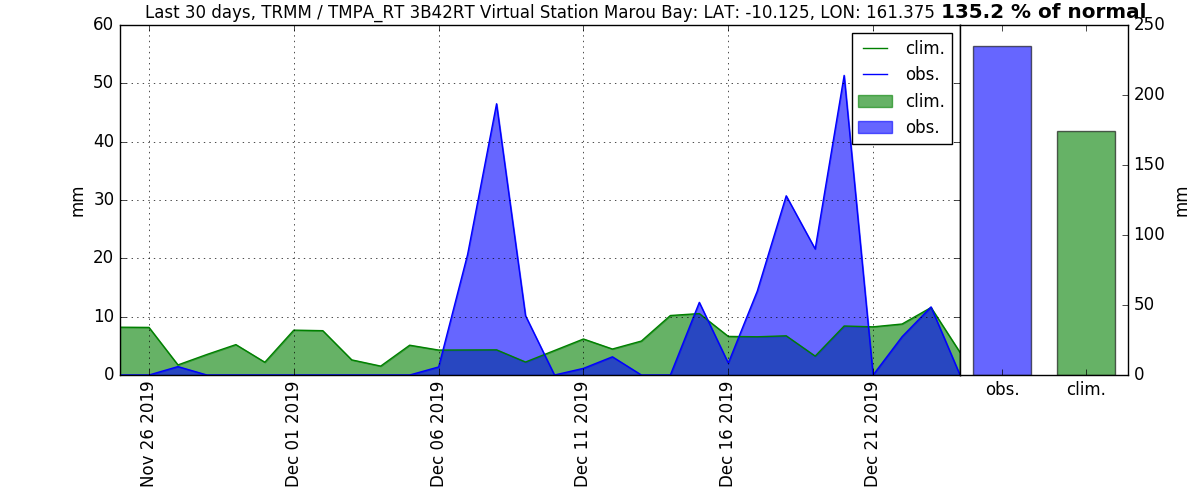 Last 30 days, TRMM / TMPA_RT 3B42RT Virtual Station Marou Bay: LAT: -10.125, LON: 161.375 135.2 % of normal
60
50
40
30
20
10
0
mm
clim.
obs.
clim.
obs.
Nov 26 2019
Dec 01 2019
Dec 06 2019
Dec 11 2019
Dec 16 2019
Dec 21 2019
250
200
150
100
50
0
mm
obs.
clim.